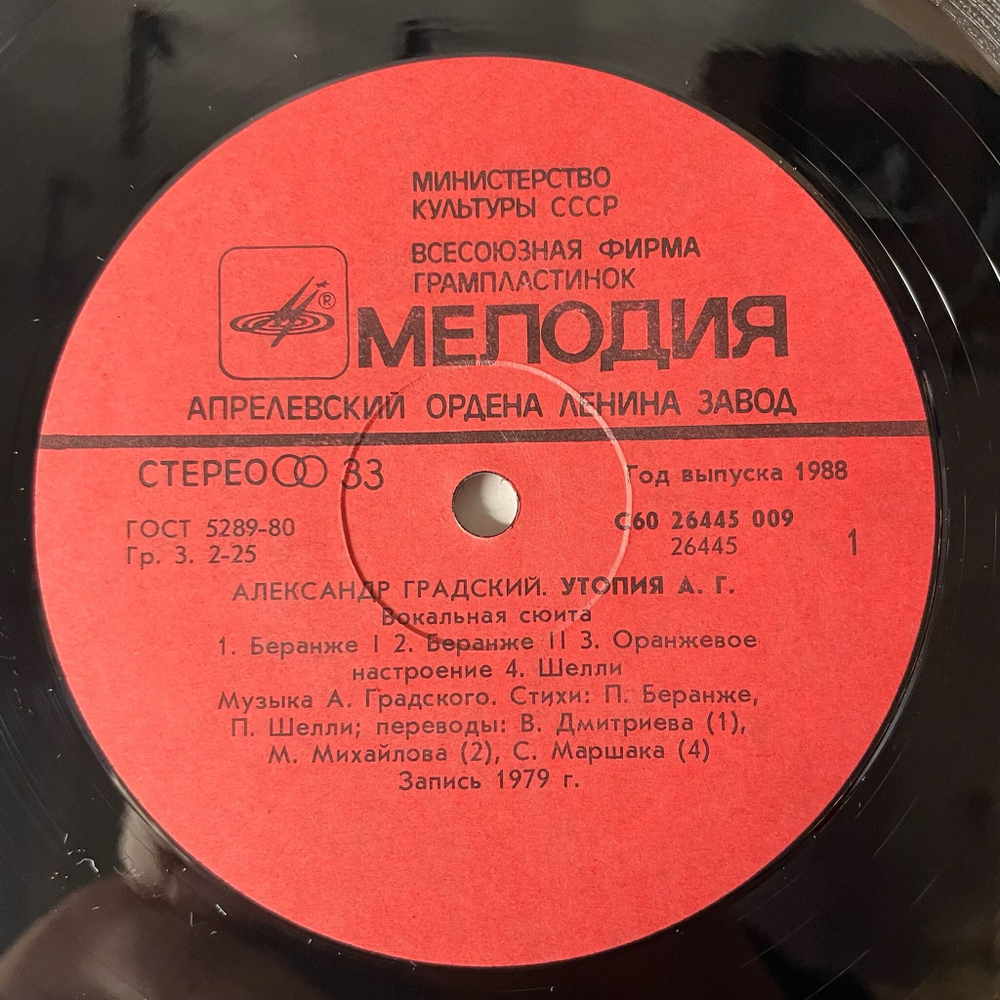 МИНИСТЕРСТВО
КУЛЬТУРЫ СССР
ВСЕСОЮЗНАЯ ФИРМА
ГРАМПЛАСТИНОК
®
МЕЛОДИЯ
АПРЕЛЕВСКИЙ ОРДЕНА ЛЕНИНА ЗАВОД
СТЕРЕО 33
Год выпуска 1988
ГОСТ 5289-80
Гр. 3. 2-25
С60 26445 009
26445
1
АЛЕКСАНДР ГРАДСКИЙ. УТОПИЯ А. Г.
Вокальная сюита
1. Беранже I 2. Беранже II 3. Оранжевое
настроение 4. Шелли
Музыка А. Градского. Стихи: П. Беранже,
П. Шелли; переводы: В. Дмитриева (1),
М. Михайлова (2), С. Маршака (4)
Запись 1979 г.